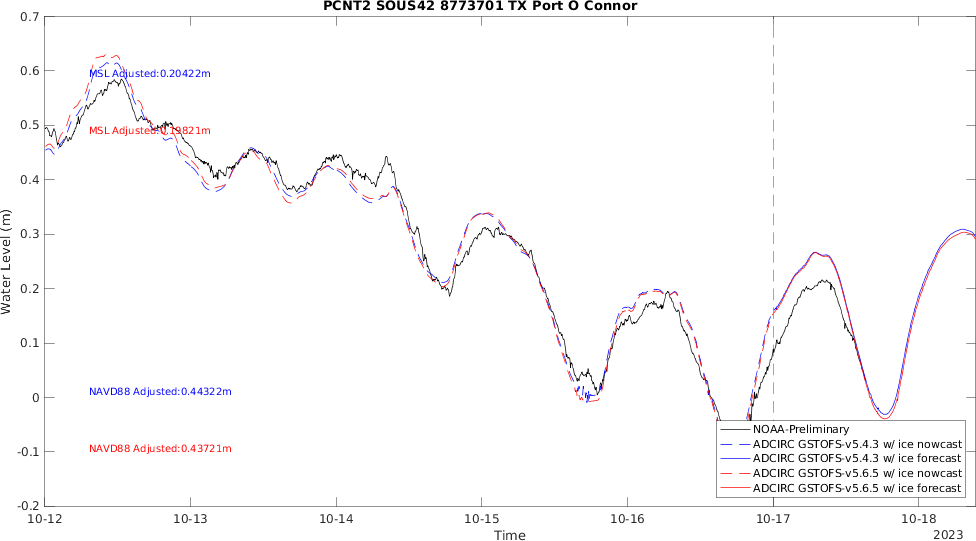 PCNT2 SOUS42 8773701 TX Port O Connor
0.7
0.6
0.5
0.4
0.3
0.2
0.1
0
-0.1
-0.2
Water Level (m)
MSL Adjusted:0.20422m
MSL Adjusted:0.19821m
NAVD88 Adjusted:0.44322m
NAVD88 Adjusted:0.43721m
NOAA-Preliminary
ADCIRC GSTOFS-v5.4.3 w/ ice nowcast
ADCIRC GSTOFS-v5.4.3 w/ ice forecast
ADCIRC GSTOFS-v5.6.5 w/ ice nowcast
ADCIRC GSTOFS-v5.6.5 w/ ice forecast
10-12 10-13 10-14 10-15 10-16 10-17 10-18
Time
2023